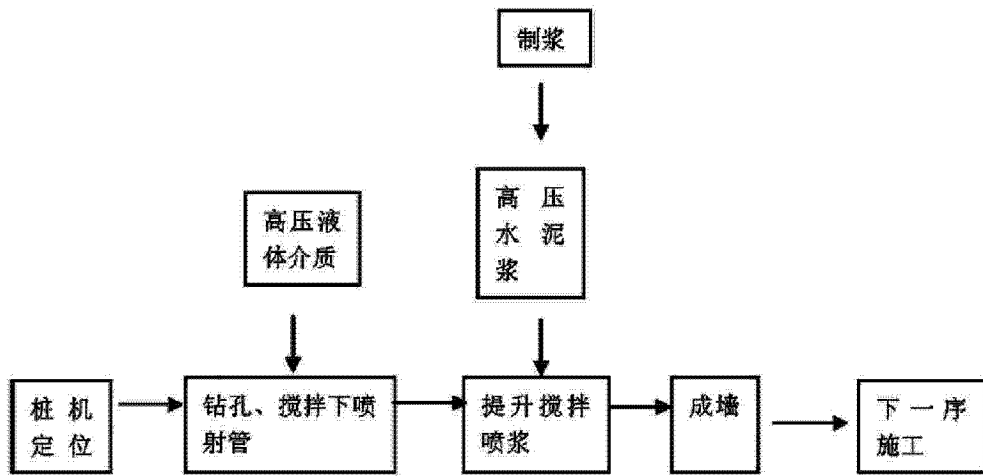 制浆
高压
水泥
浆
高压液
体介质
桩机
定位
钻孔、搅拌下喷
射管
提升搅拌
喷浆
成墙
下一序
施工